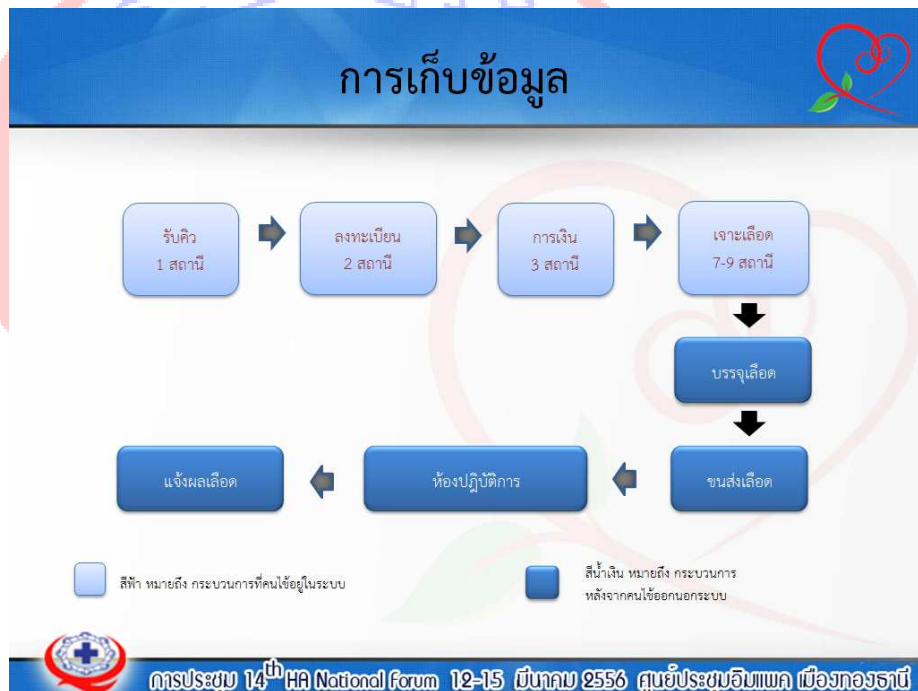 การเก็บข้อมูล
รับคิว
1 สถานี
ลงทะเบียน
2 สถานี
การเงิน
3 สถานี
เจาะเลือด
7-9 สถานี
บรรจุเลือด
ขนส่งเลือด
ห้องปฎิบัติการ
แจ้งผลเลือด
สีฟ้า หมายถึง กระบวนการที่คนไข้อยู่ในระบบ
สีน้ำเงิน หมายถึง กระบวนการ
หลังจากคนไข้ออกนอกระบบ
การประชุม 14th HA National Forum 12-15 มีนาคม 2556 ศูนย์ประชุมอิมแพค เมืองทองธานี